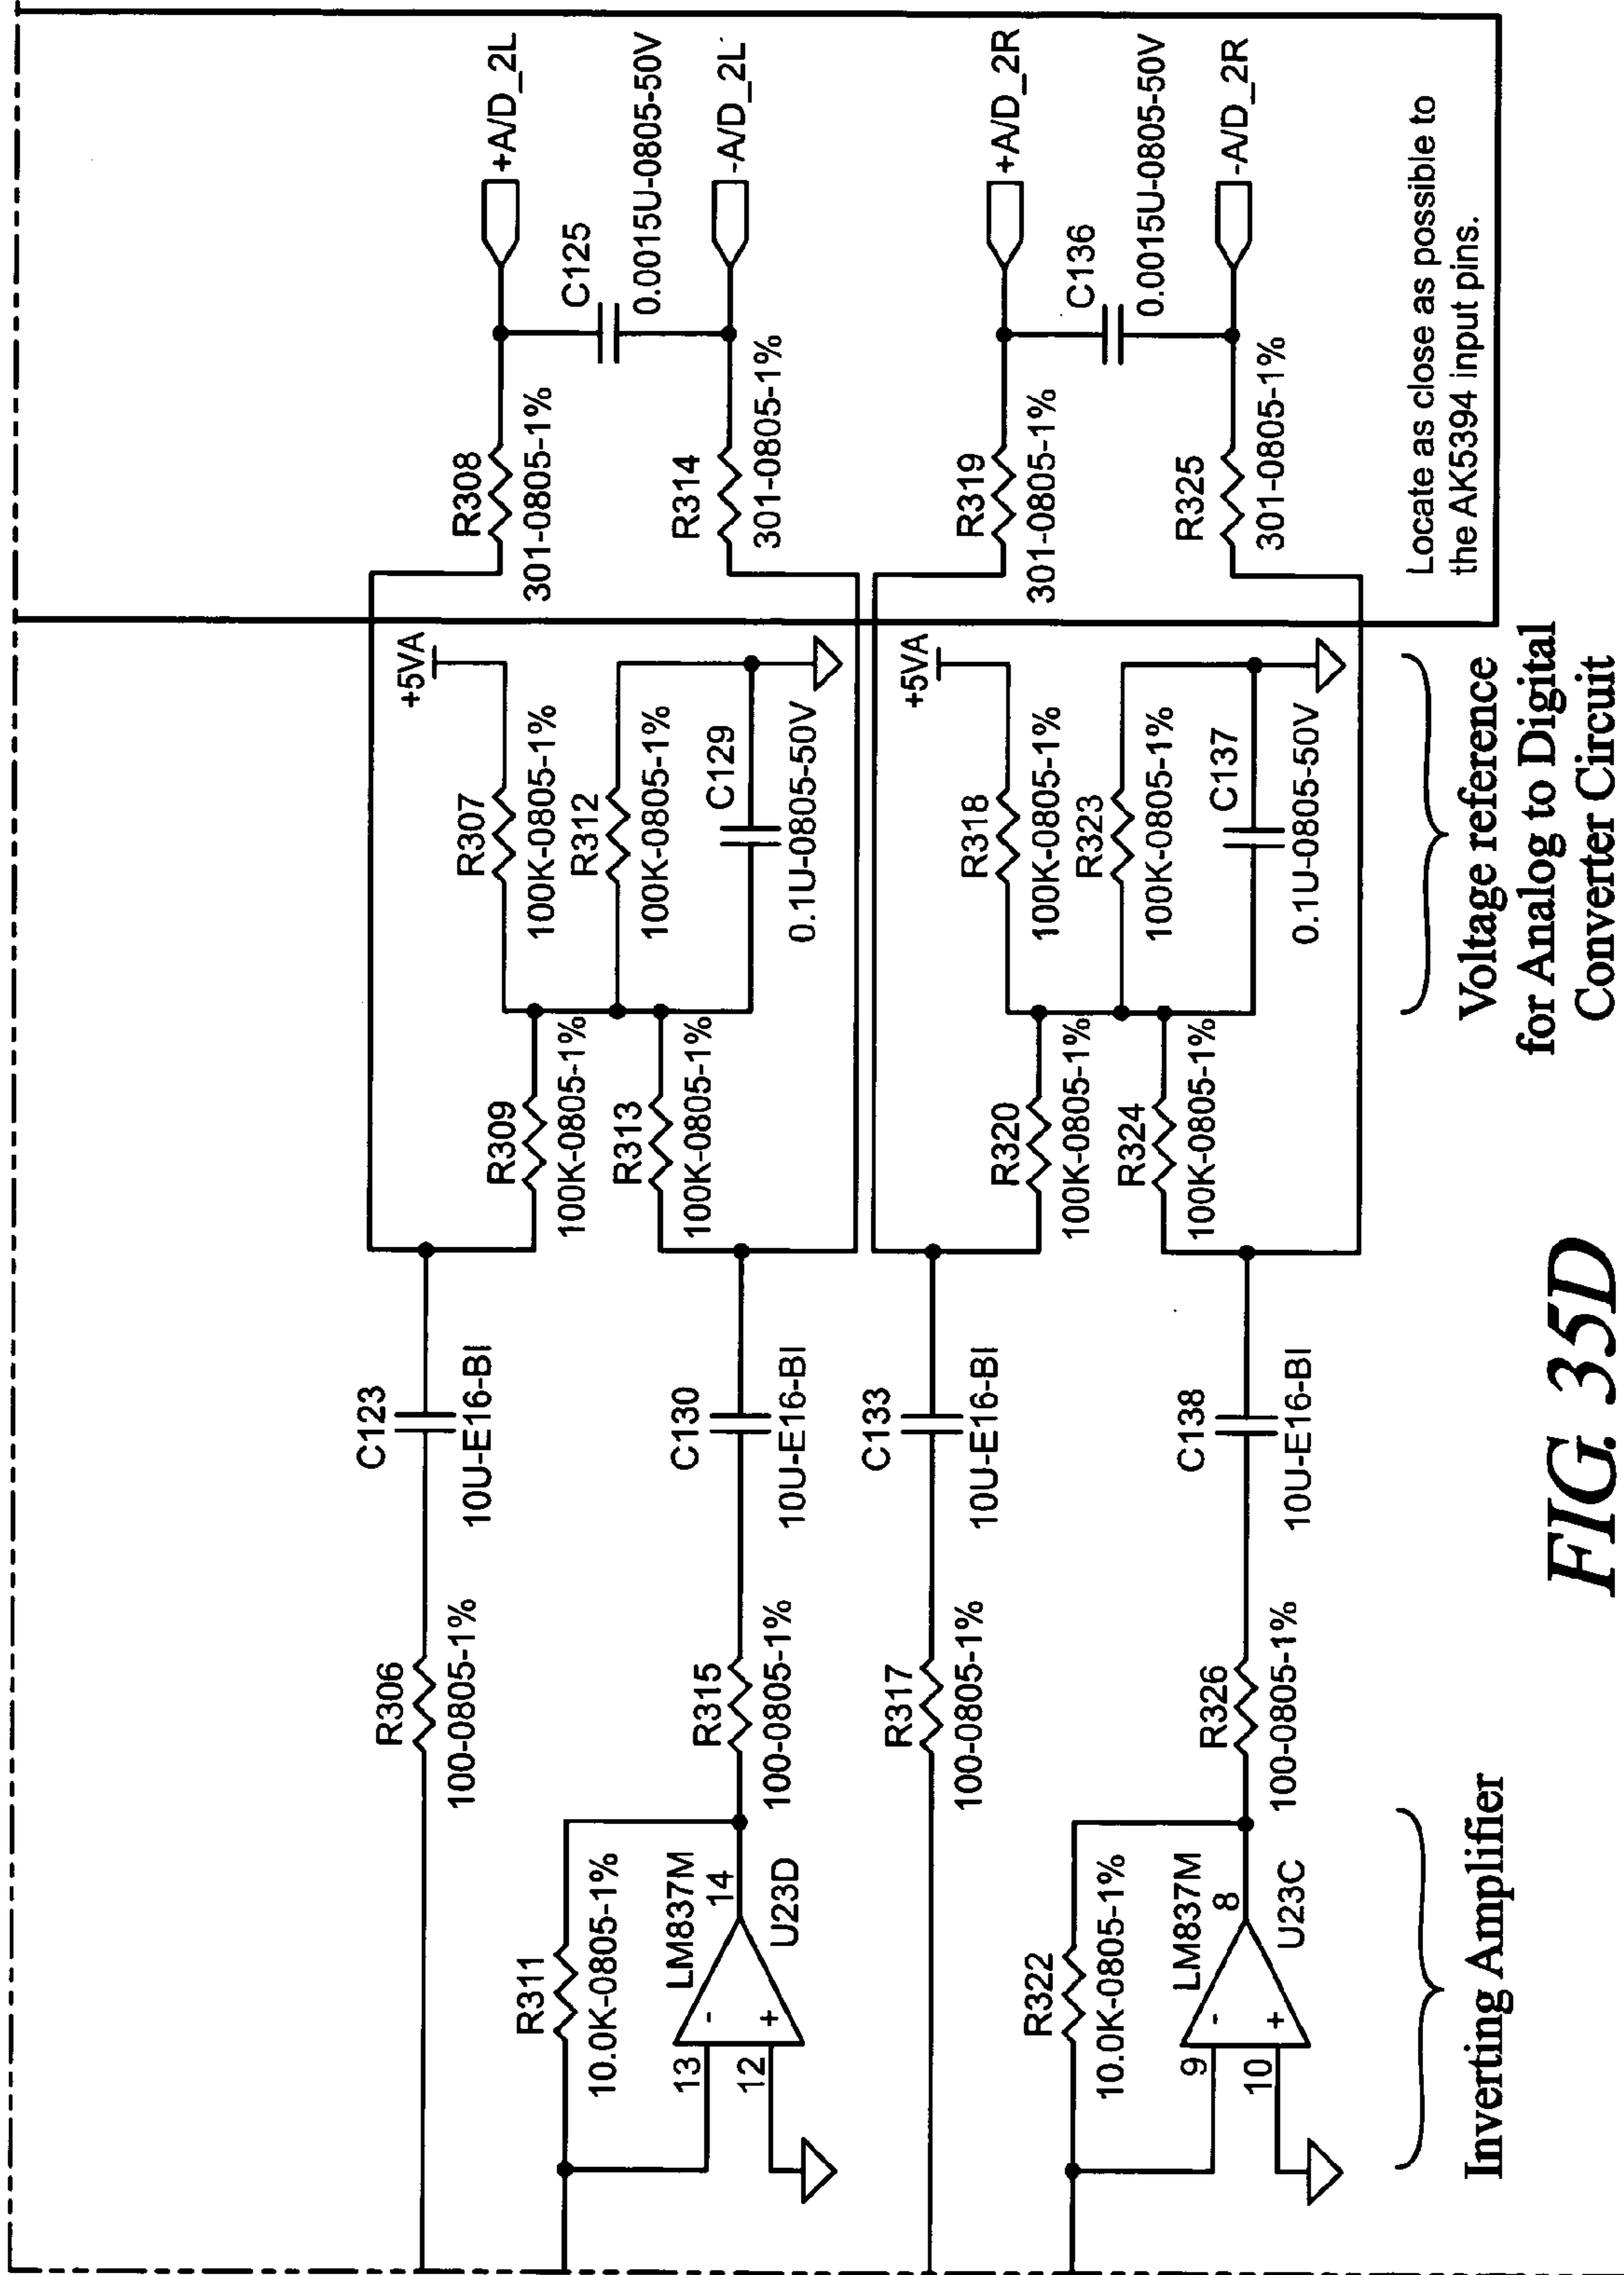 R306
100-0805-1%
C123
10U-E16-BI
R311
10.0K-0805-1%
LM837M
13
12
-
+
14
U23D
R315
100-0805-1%
C130
10U-E16-BI
R309
100K-0805-1%
R313
100K-0805-1%
+5VA
R307
100K-0805-1%
R312
100K-0805-1%
C129
0.1U-0805-50V
R308
301-0805-1%
R314
301-0805-1%
C125
0.0015U-0805-50V
+A/D_2L
-A/D_2L
R317
100-0805-1%
C133
10U-E16-BI
R322
10.0K-0805-1%
LM837M
9
10
-
+
8
U23C
R326
100-0805-1%
C138
10U-E16-BI
R320
100K-0805-1%
R324
100K-0805-1%
+5VA
R318
100K-0805-1%
R323
100K-0805-1%
C137
0.1U-0805-50V
R319
301-0805-1%
R325
301-0805-1%
C136
0.0015U-0805-50V
+A/D_2R
-A/D_2R
Locate as close as possible to
the AK5394 input pins.
Inverting Amplifier
Voltage reference
for Analog to Digital
Converter Circuit
FIG. 35D